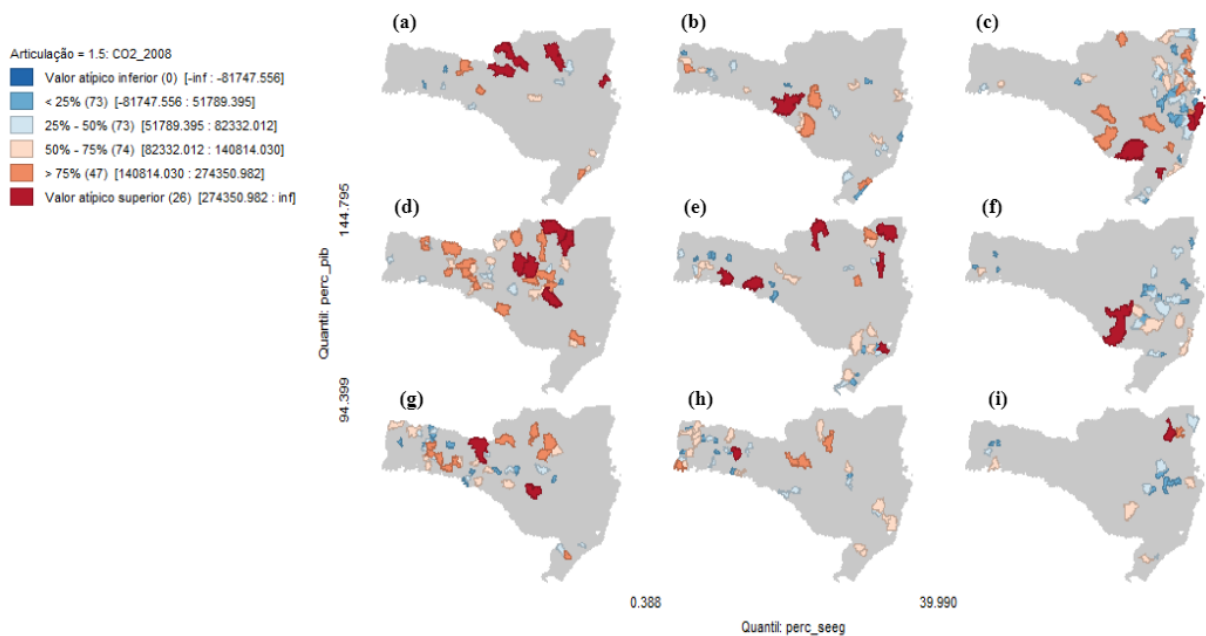 Articulação = 1.5: CO2_2008
Valor atípico inferior (0) [-inf : -81747.556]
< 25% (73) [-81747.556 : 51789.395]
25% - 50% (73) [51789.395 : 82332.012]
50% - 75% (74) [82332.012 : 140814.030]
> 75% (47) [140814.030 : 274350.982]
Valor atípico superior (26) [274350.982 : inf]
(a)
(b)
(c)
(d)
(e)
(f)
(g)
(h)
(i)
144.795
Quantil: perc_pib
94.399
0.388
39.990
Quantil: perc_seeg